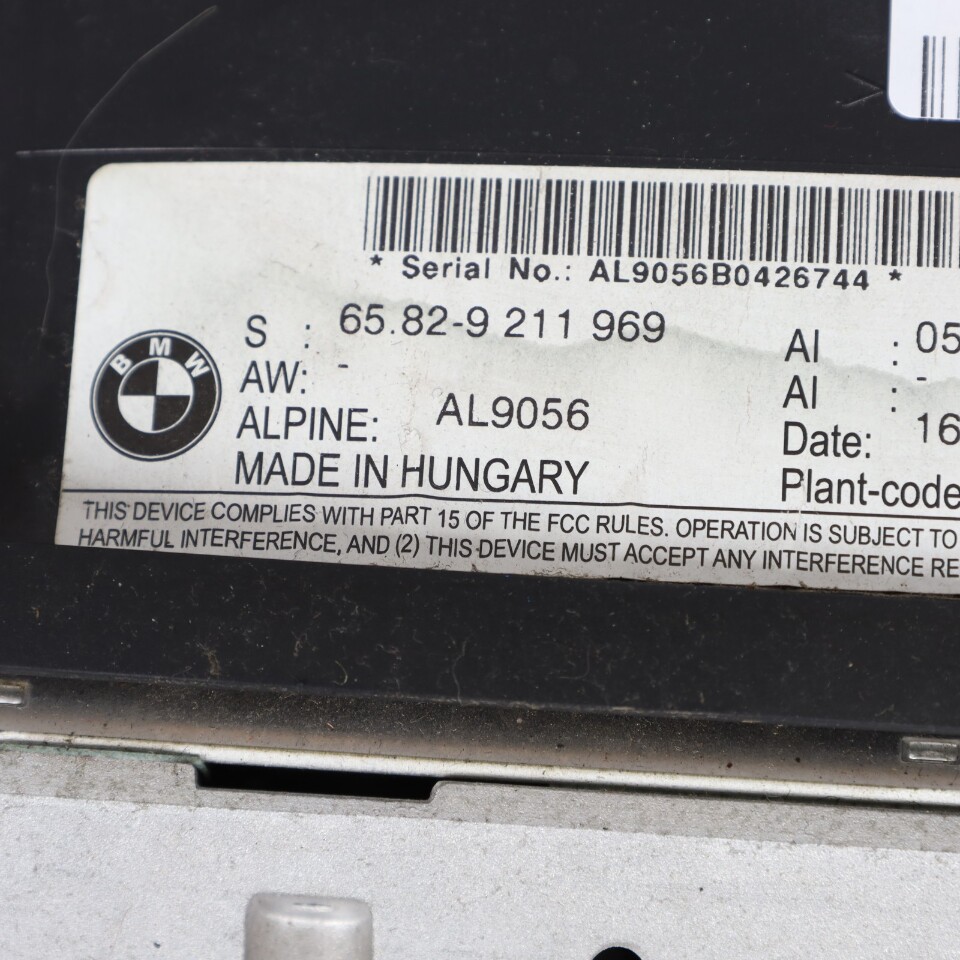 * Serial No.: AL9056B0426744 *
S : 65.82-9 211 969
AW: -
ALPINE: AL9056
MADE IN HUNGARY
AI : 05
AI : -
Date: 16
Plant-code
BMW
THIS DEVICE COMPLIES WITH PART 15 OF THE FCC RULES. OPERATION IS SUBJECT TO
HARMFUL INTERFERENCE, AND (2) THIS DEVICE MUST ACCEPT ANY INTERFERENCE RE